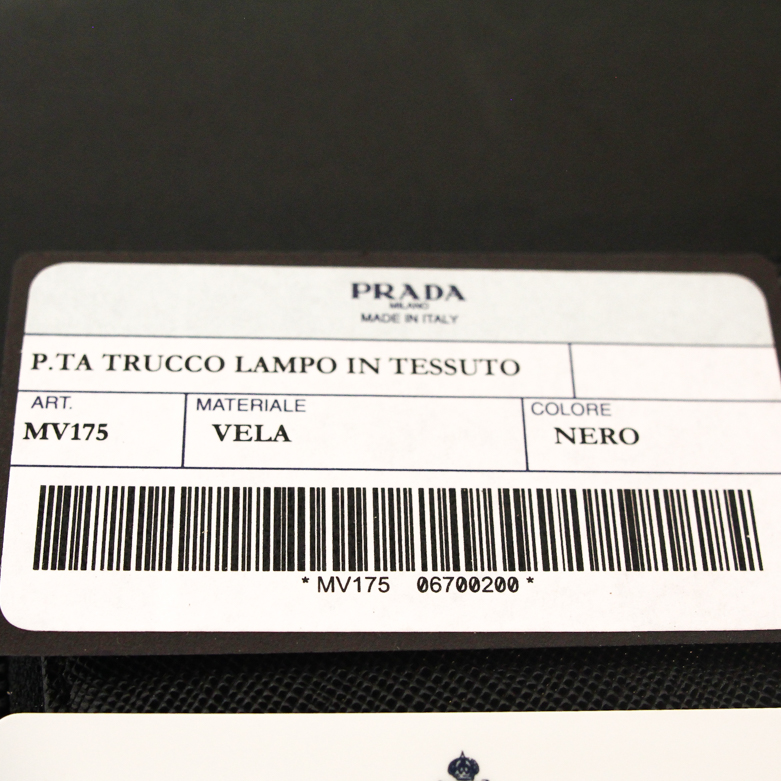 PRADA
MILANO
MADE IN ITALY
P.TA TRUCCO LAMPO IN TESSUTO
ART. MATERIALE COLORE
MV175 VELA NERO
* MV175 06700200 *